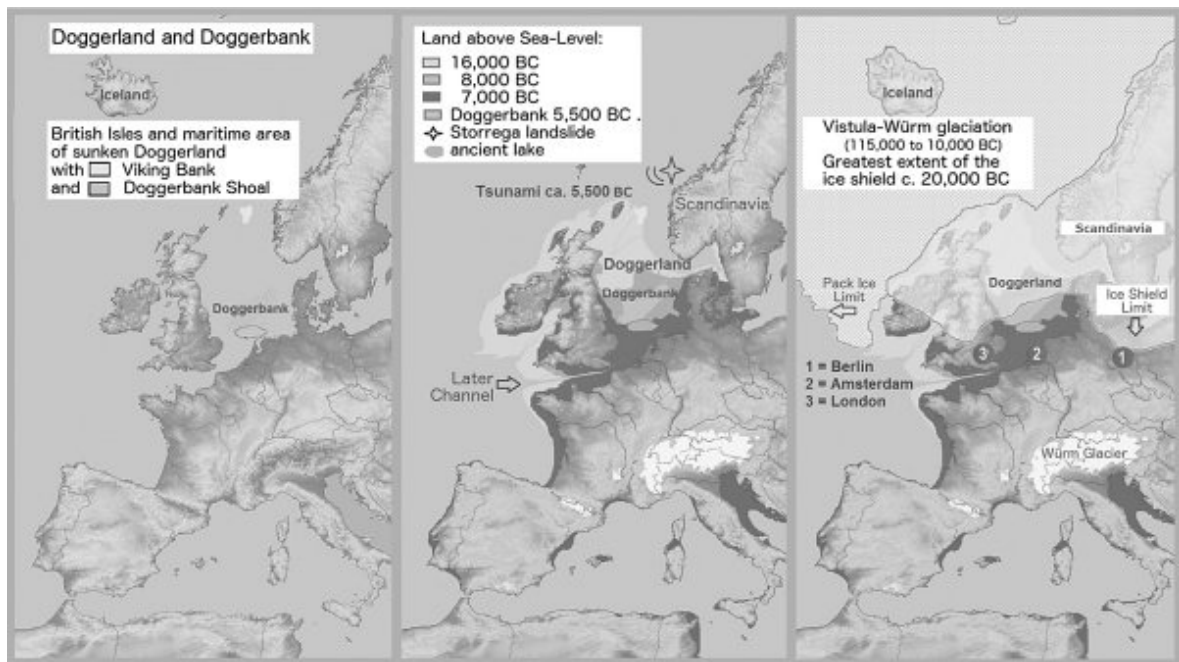 Doggerland and Doggerbank
Iceland
British Isles and maritime area
of sunken Doggerland
with Viking Bank
and Doggerbank Shoal
Doggerbank
Land above Sea-Level:
16,000 BC
8,000 BC
7,000 BC
Doggerbank 5,500 BC .
Storrega landslide
ancient lake
Tsunami ca. 5,500 BC
Scandinavia
Doggerland
Doggerbank
Later
Channel
Iceland
Vistula-Würm glaciation
(115,000 to 10,000 BC)
Greatest extent of the
ice shield c. 20,000 BC
Scandinavia
Doggerland
Pack Ice
Limit
Ice Shield
Limit
3
2
1
1 = Berlin
2 = Amsterdam
3 = London
Würm Glacier